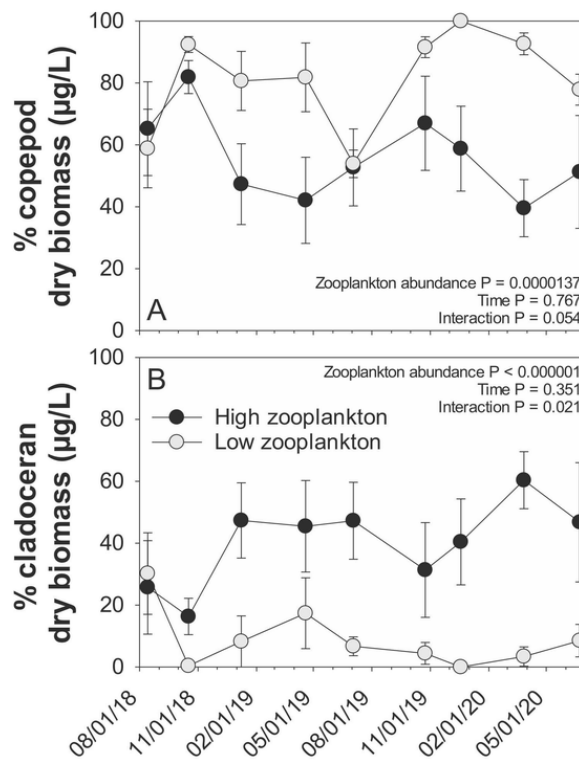 % copepod
dry biomass (µg/L)
100
80
60
40
20
0
A
Zooplankton abundance P = 0.0000137
Time P = 0.767
Interaction P = 0.054
% cladoceran
dry biomass (µg/L)
100
80
60
40
20
0
B
Zooplankton abundance P < 0.000001
Time P = 0.351
Interaction P = 0.021
High zooplankton
Low zooplankton
08/01/18
11/01/18
02/01/19
05/01/19
08/01/19
11/01/19
02/01/20
05/01/20